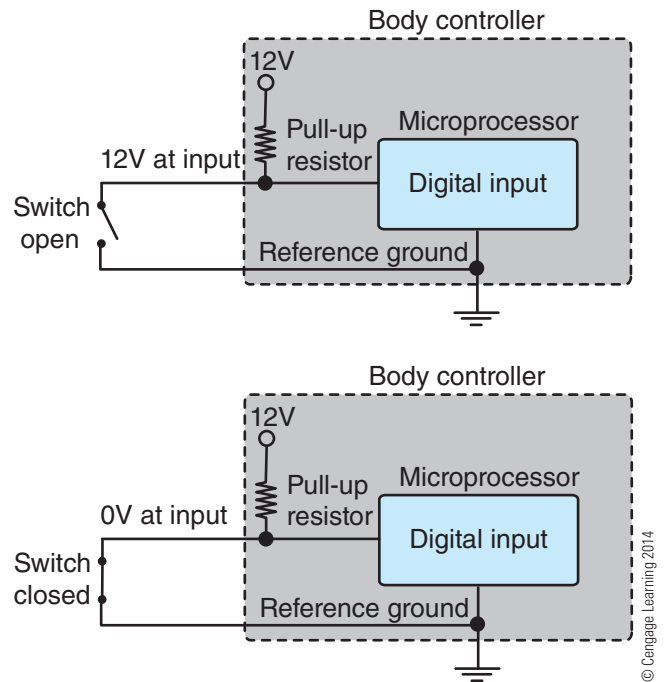 Body controller
12V
Pull-up
resistor
Microprocessor
Digital input
12V at input
Switch
open
Reference ground
Body controller
12V
Pull-up
resistor
Microprocessor
Digital input
0V at input
Switch
closed
Reference ground
© Cengage Learning 2014